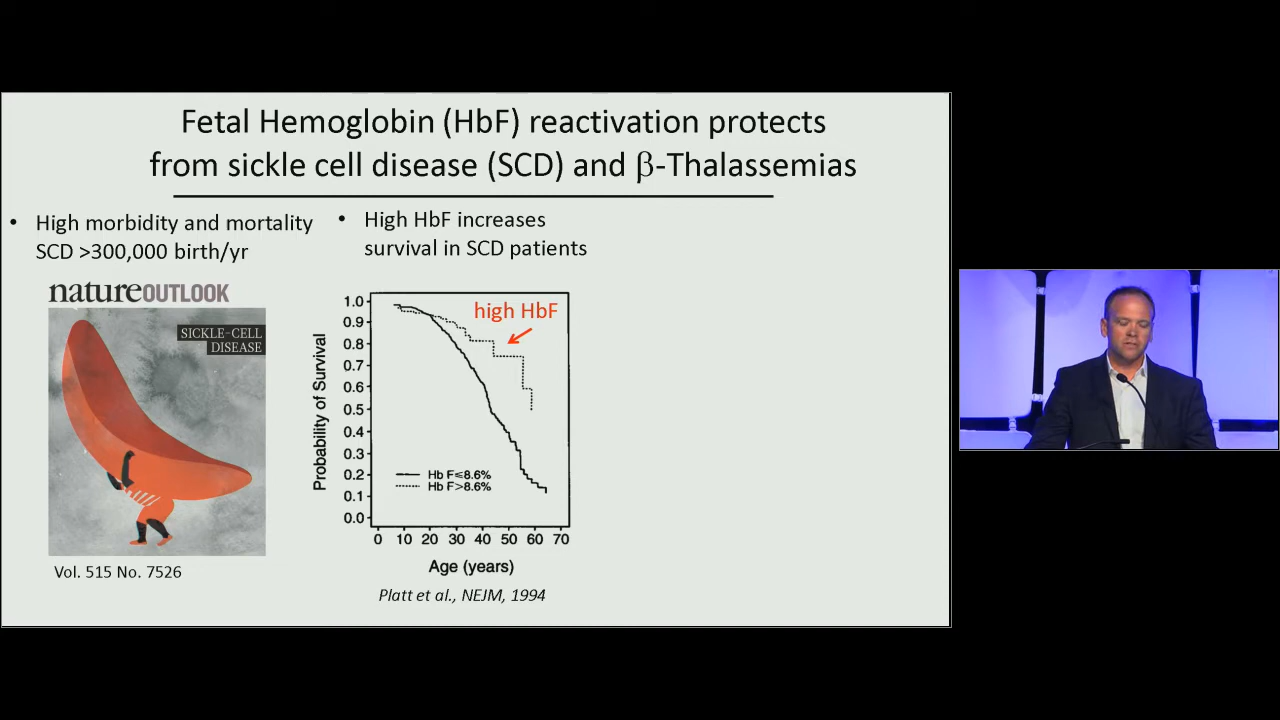 Fetal Hemoglobin (HbF) reactivation protects
from sickle cell disease (SCD) and β-Thalassemias
• High morbidity and mortality
SCD >300,000 birth/yr
nature OUTLOOK
SICKLE-CELL
DISEASE
Vol. 515 No. 7526
• High HbF increases
survival in SCD patients
high HbF
Probability of Survival
1.0
0.9
0.8
0.7
0.6
0.5
0.4
0.3
0.2
0.1
0.0
Hb F≤8.6%
Hb F>8.6%
0 10 20 30 40 50 60 70
Age (years)
Platt et al., NEJM, 1994